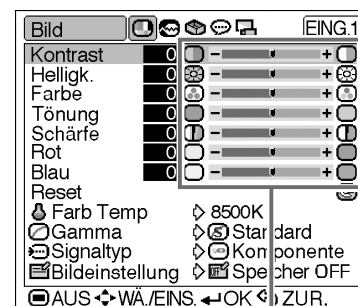 Bild EING.1
Kontrast 0 - +
Helligk. 0 - +
Farbe 0 - +
Tönung 0 - +
Schärfe 0 - +
Rot 0 - +
Blau 0 - +
Reset
Farb Temp 8500K
Gamma Standard
Signaltyp Komponente
Bildeinstellung Speicher OFF
AUS WÄ./EINS. OK ZUR.